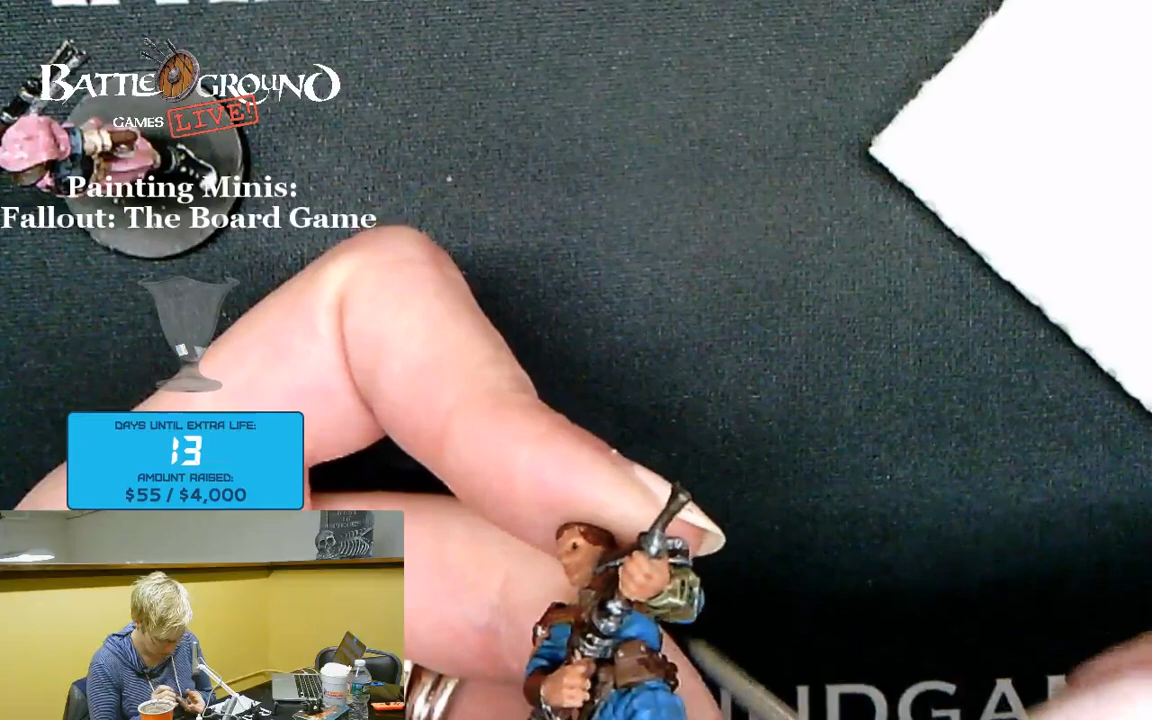 BATTLEGROUND
GAMES LIVE!
Painting Minis:
Fallout: The Board Game
DAYS UNTIL EXTRA LIFE:
13
AMOUNT RAISED:
$55 / $4,000
NDGA